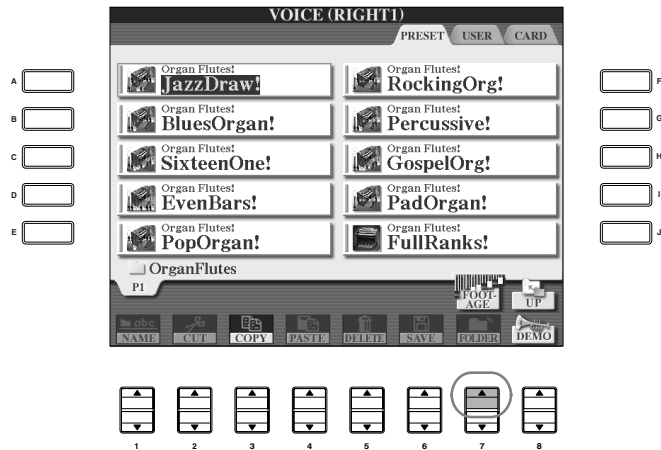 VOICE (RIGHT1)
PRESET USER CARD
A
B
C
D
E
Organ Flutes!
JazzDraw!
Organ Flutes!
BluesOrgan!
Organ Flutes!
SixteenOne!
Organ Flutes!
EvenBars!
Organ Flutes!
PopOrgan!
Organ Flutes!
RockingOrg!
Organ Flutes!
Percussive!
Organ Flutes!
GospelOrg!
Organ Flutes!
PadOrgan!
Organ Flutes!
FullRanks!
F
G
H
I
J
OrganFlutes
P1
FOOT-
AGE
UP
abc
NAME CUT COPY PASTE DELETE SAVE FOLDER DEMO
1 2 3 4 5 6 7 8